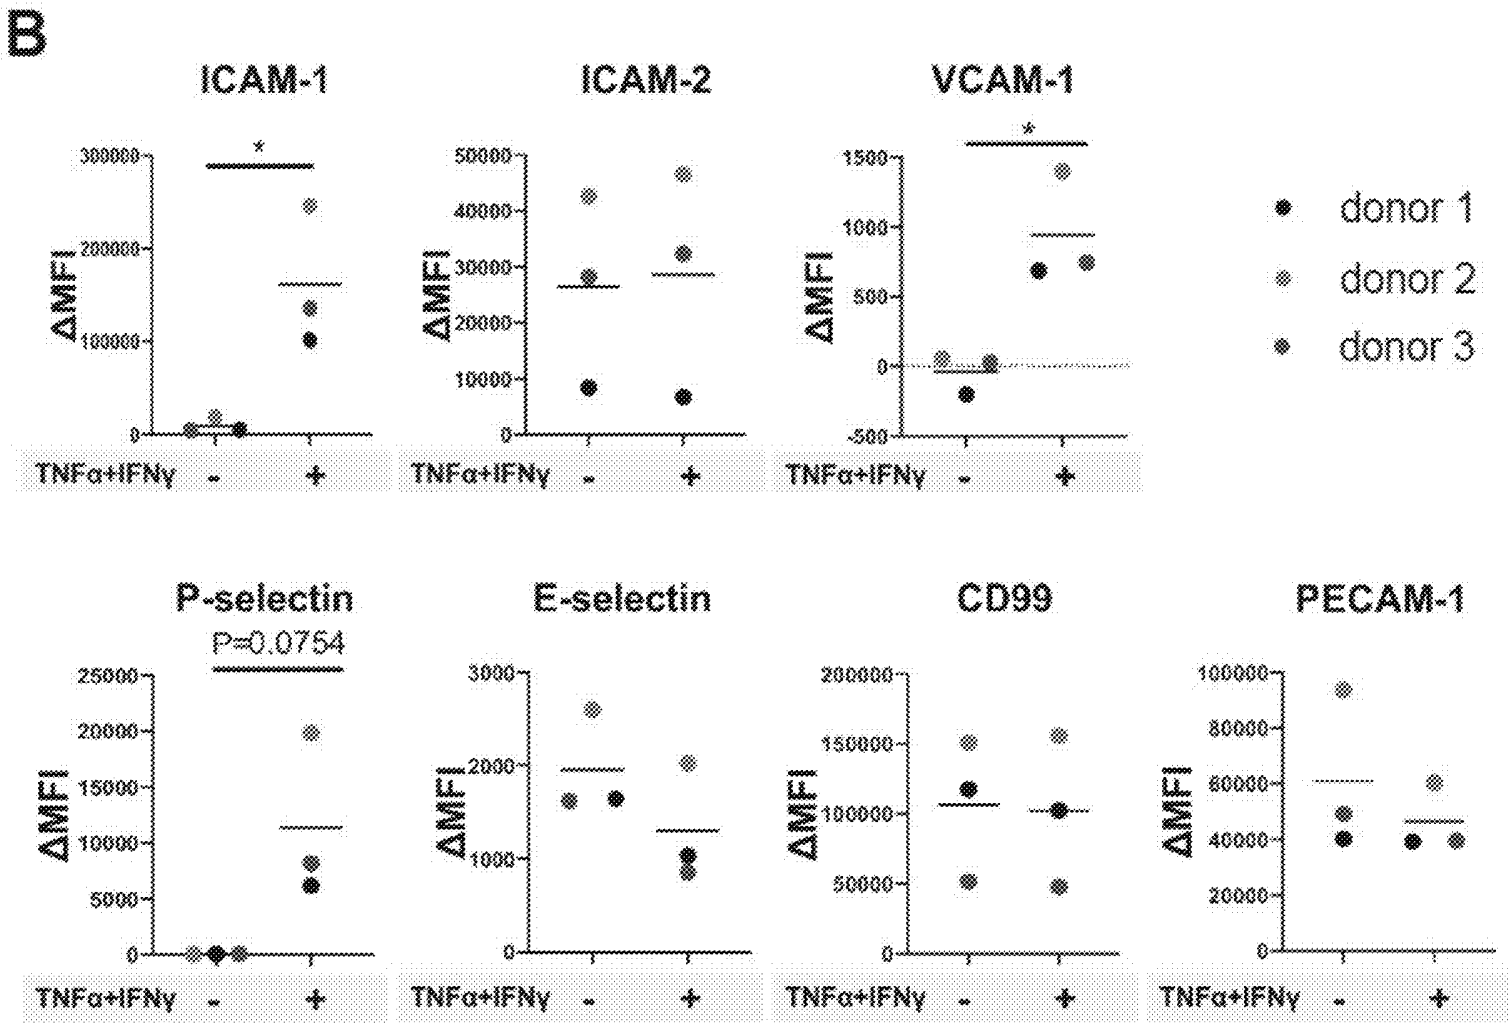 B
ICAM-1
*
ΔMFI
300000
200000
100000
0
TNFα+IFNγ - +
ICAM-2
ΔMFI
50000
40000
30000
20000
10000
0
TNFα+IFNγ - +
VCAM-1
*
ΔMFI
1500
1000
500
0
-500
TNFα+IFNγ - +
donor 1
donor 2
donor 3
P-selectin
P=0.0754
ΔMFI
25000
20000
15000
10000
5000
0
TNFα+IFNγ - +
E-selectin
ΔMFI
3000
2000
1000
0
TNFα+IFNγ - +
CD99
ΔMFI
200000
150000
100000
50000
0
TNFα+IFNγ - +
PECAM-1
ΔMFI
100000
80000
60000
40000
20000
0
TNFα+IFNγ - +